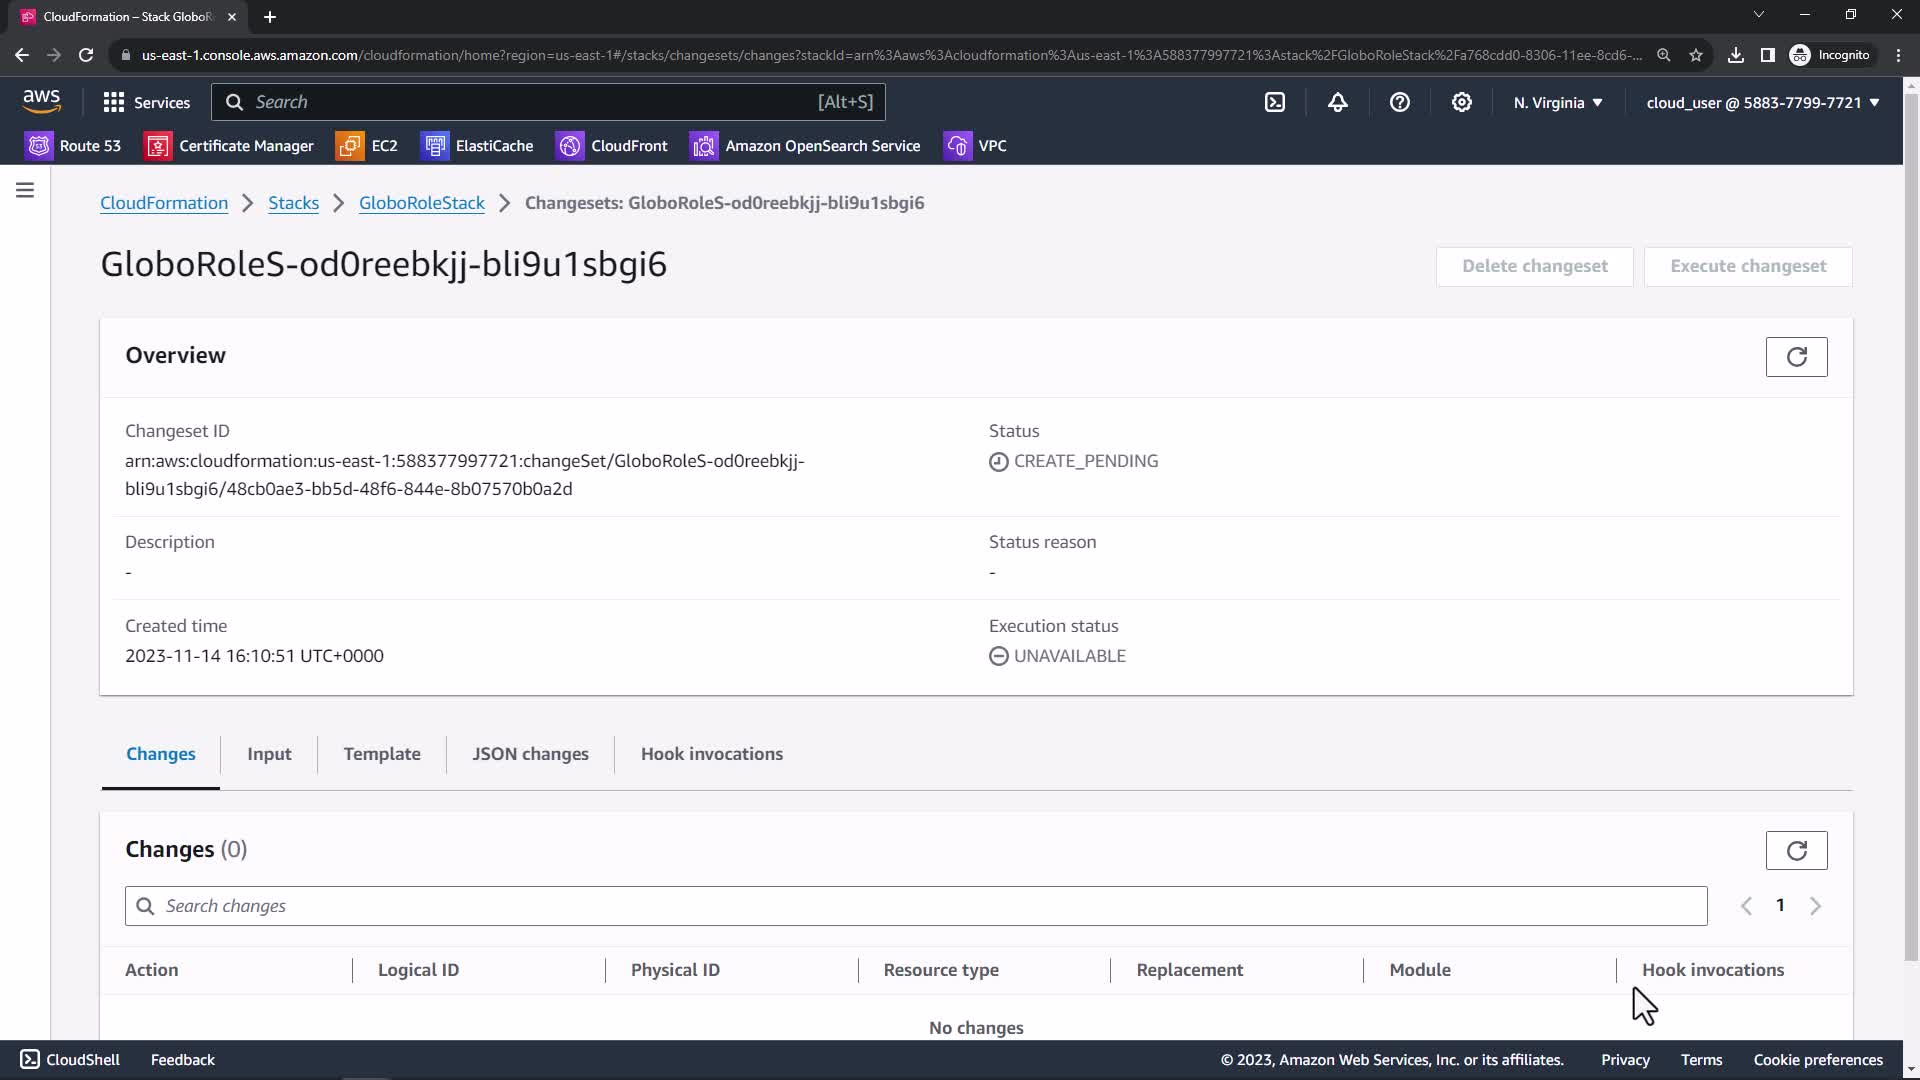 CloudFormation – Stack GloboR
us-east-1.console.aws.amazon.com/cloudformation/home?region=us-east-1#/stacks/changesets/changes?stackId=arn%3Aaws%3Acloudformation%3Aus-east-1%3A588377997721%3Astack%2FGloboRoleStack%2Fa768cdd0-8306-11ee-8cd6-...
Incognito
aws
Services
Search
[Alt+S]
N. Virginia
cloud_user @ 5883-7799-7721
Route 53
Certificate Manager
EC2
ElastiCache
CloudFront
Amazon OpenSearch Service
VPC
CloudFormation
Stacks
GloboRoleStack
Changesets: GloboRoleS-od0reebkjj-bli9u1sbgi6
GloboRoleS-od0reebkjj-bli9u1sbgi6
Delete changeset
Execute changeset
Overview
Changeset ID
arn:aws:cloudformation:us-east-1:588377997721:changeSet/GloboRoleS-od0reebkjj-
bli9u1sbgi6/48cb0ae3-bb5d-48f6-844e-8b07570b0a2d
Status
CREATE_PENDING
Description
-
Status reason
-
Created time
2023-11-14 16:10:51 UTC+0000
Execution status
UNAVAILABLE
Changes
Input
Template
JSON changes
Hook invocations
Changes (0)
Search changes
1
Action
Logical ID
Physical ID
Resource type
Replacement
Module
Hook invocations
No changes
CloudShell
Feedback
© 2023, Amazon Web Services, Inc. or its affiliates.
Privacy
Terms
Cookie preferences